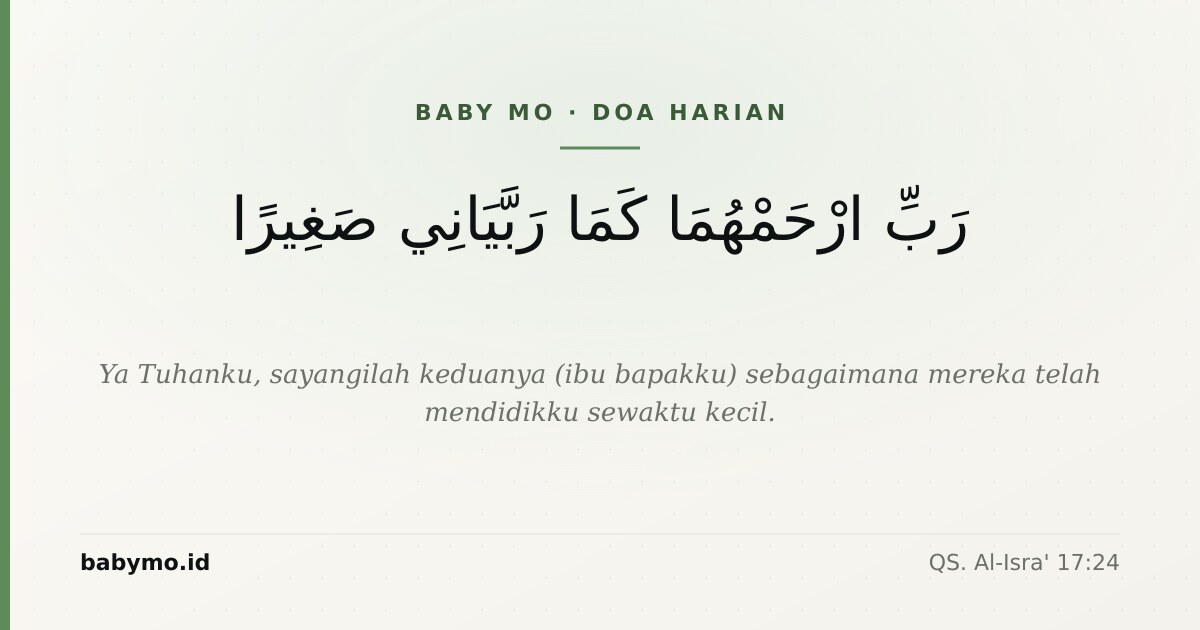 BABY MO · DOA HARIAN
رَبِّ ارْحَمْهُمَا كَمَا رَبَّيَانِي صَغِيرًا
Ya Tuhanku, sayangilah keduanya (ibu bapakku) sebagaimana mereka telah
mendidikku sewaktu kecil.
babymo.id
QS. Al-Isra' 17:24